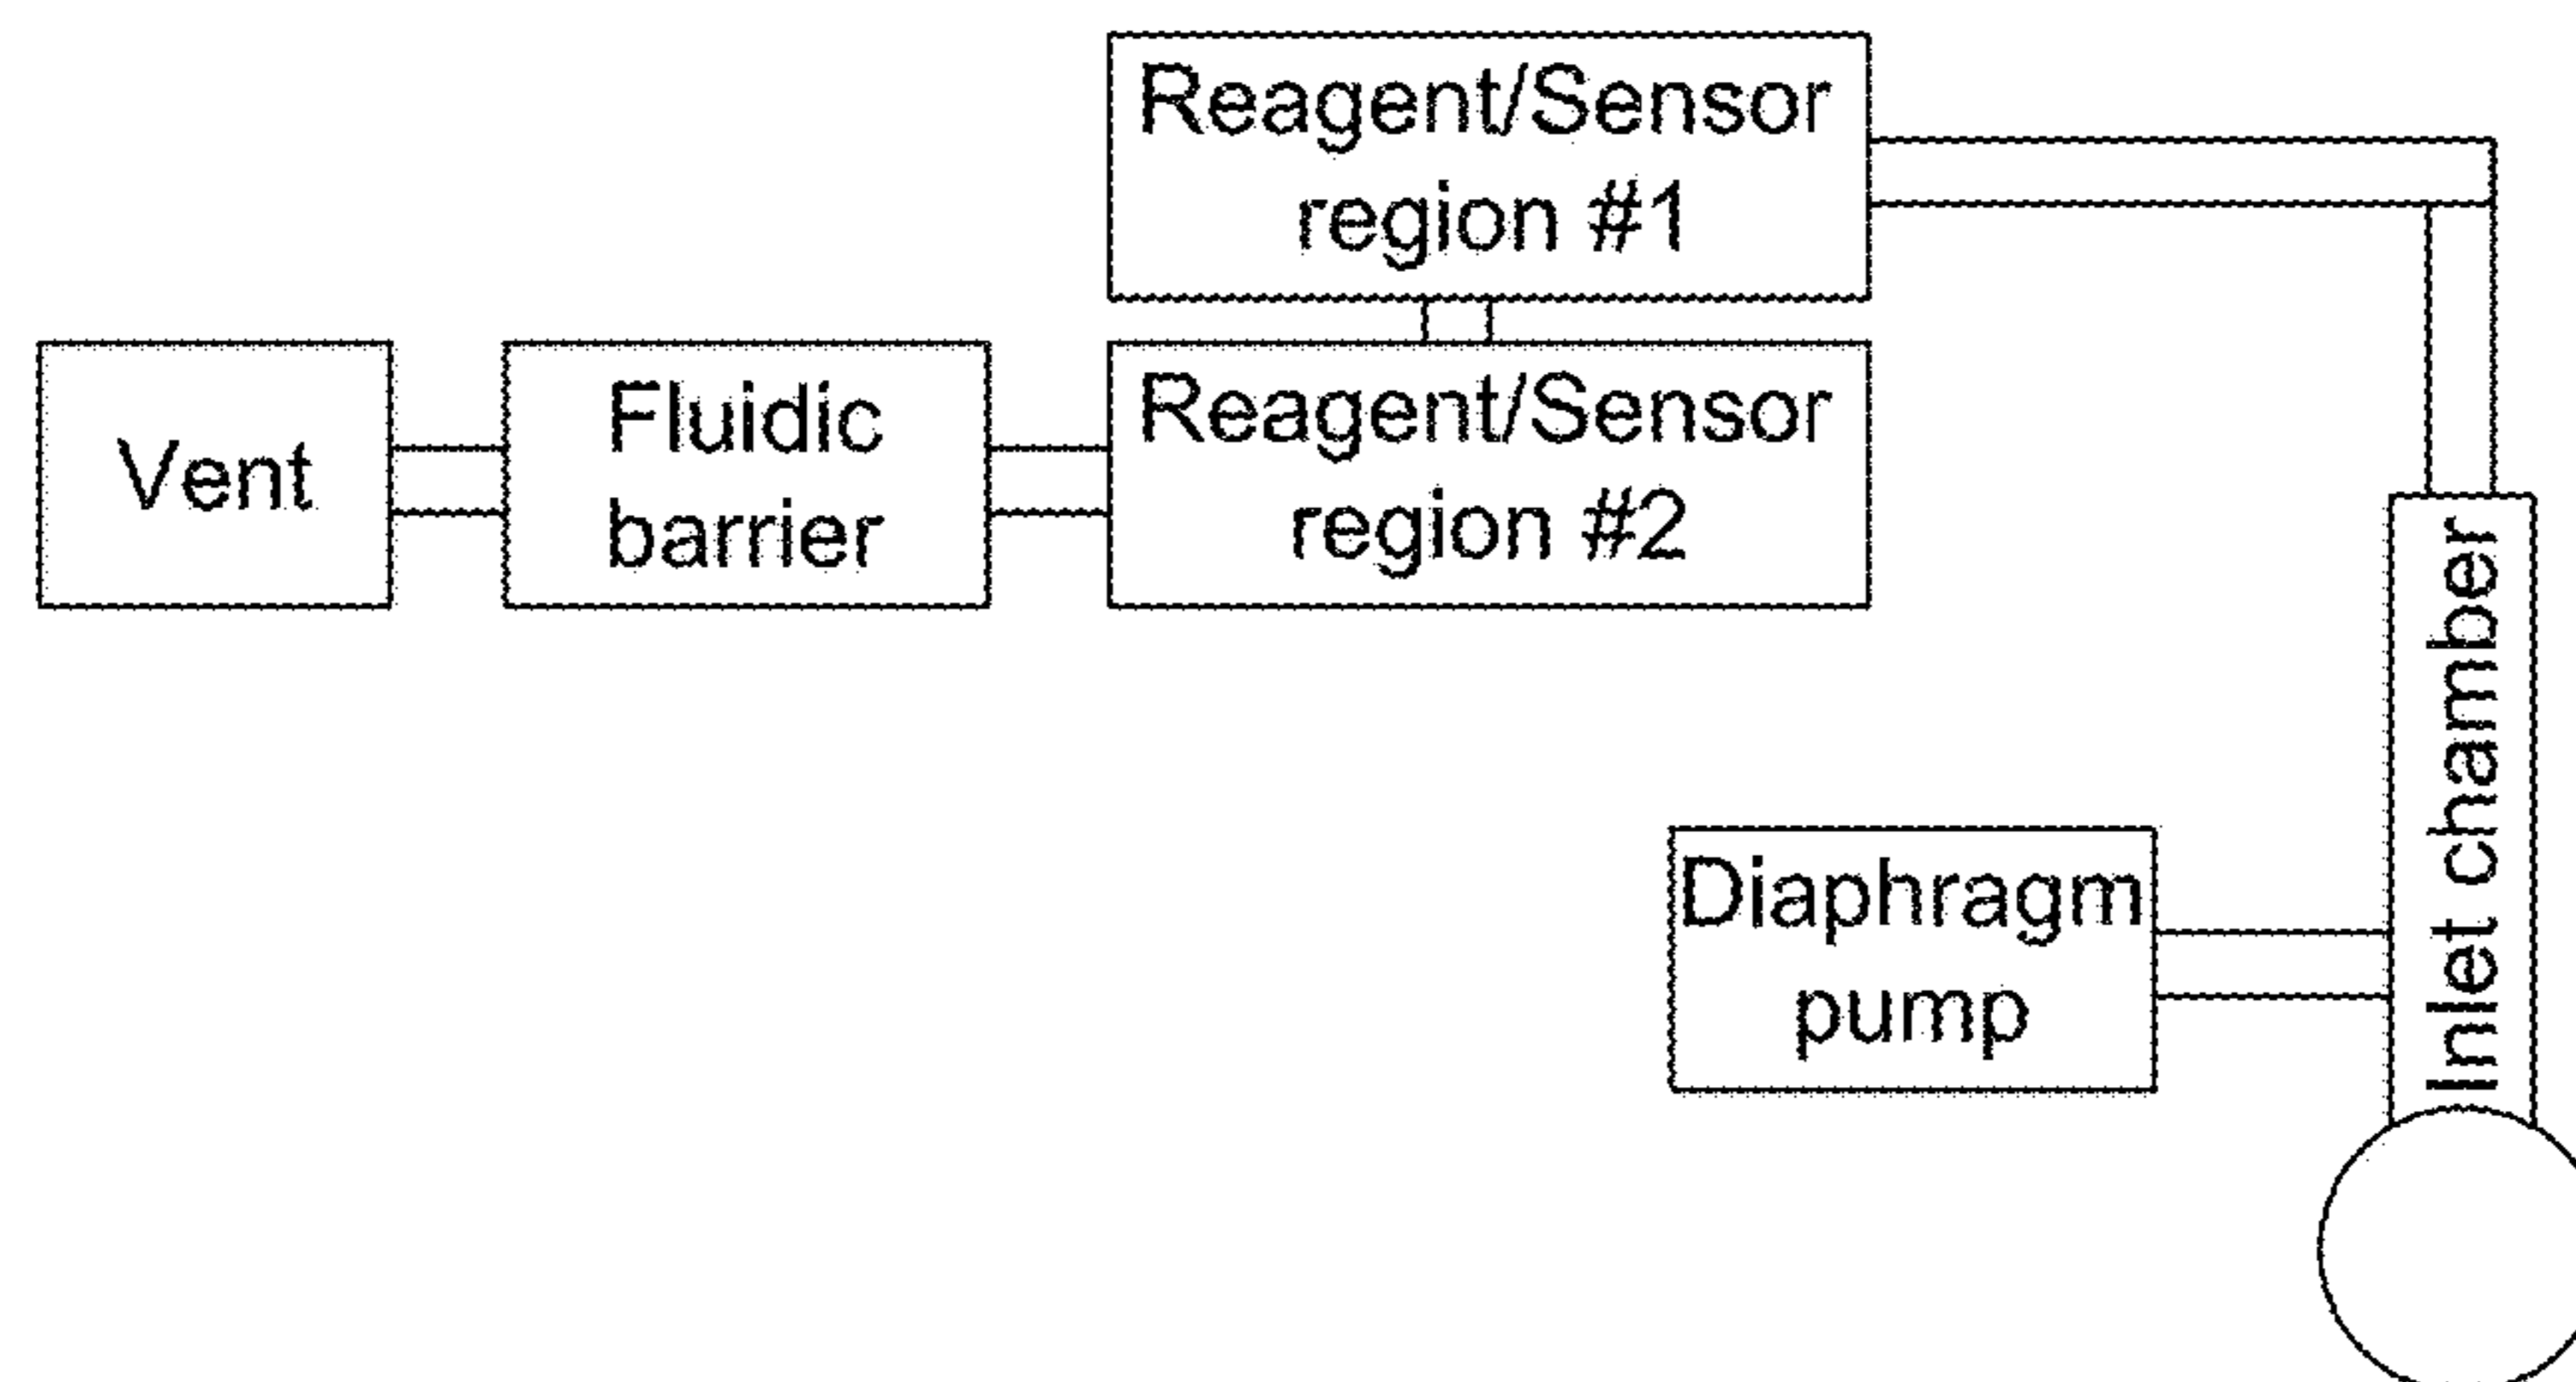 Reagent/Sensor
region #1
Vent
Fluidic
barrier
Reagent/Sensor
region #2
Inlet chamber
Diaphragm
pump